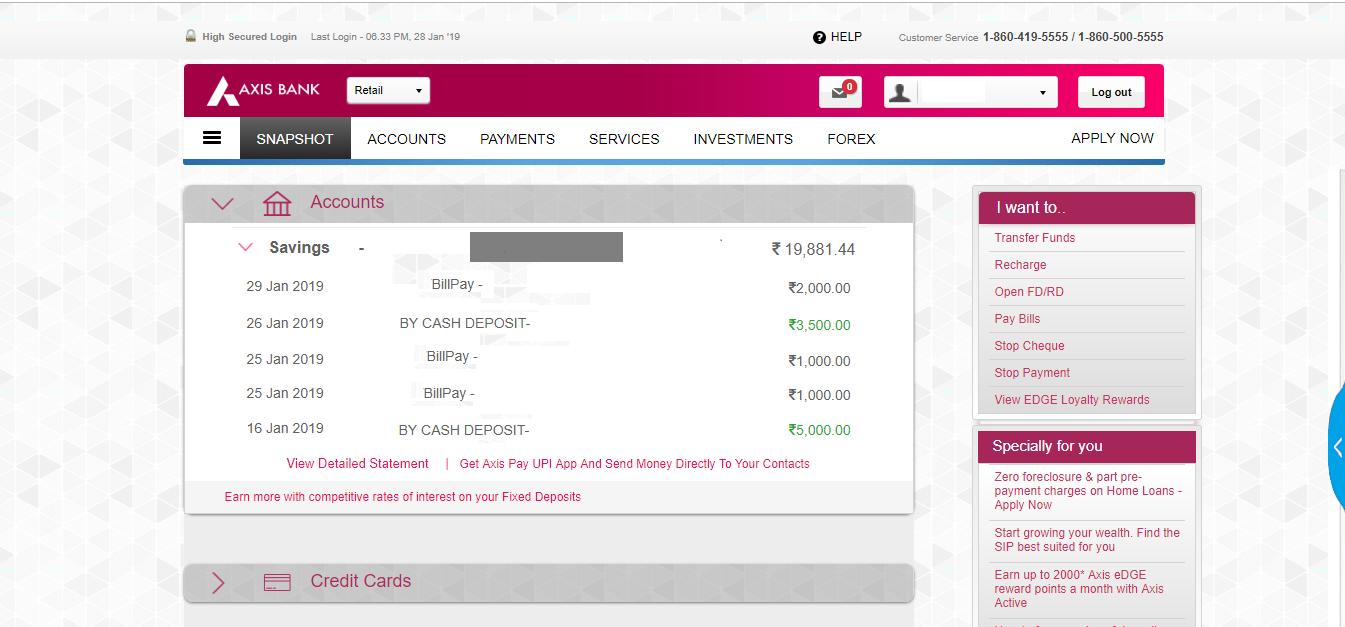 High Secured Login Last Login - 06.33 PM, 28 Jan '19
HELP
Customer Service 1-860-419-5555 / 1-860-500-5555
AXIS BANK
Retail
0
Log out
SNAPSHOT ACCOUNTS PAYMENTS SERVICES INVESTMENTS FOREX APPLY NOW
Accounts
Savings - ₹ 19,881.44
29 Jan 2019 BillPay - ₹2,000.00
26 Jan 2019 BY CASH DEPOSIT- ₹3,500.00
25 Jan 2019 BillPay - ₹1,000.00
25 Jan 2019 BillPay - ₹1,000.00
16 Jan 2019 BY CASH DEPOSIT- ₹5,000.00
View Detailed Statement | Get Axis Pay UPI App And Send Money Directly To Your Contacts
Earn more with competitive rates of interest on your Fixed Deposits
Credit Cards
I want to..
Transfer Funds
Recharge
Open FD/RD
Pay Bills
Stop Cheque
Stop Payment
View EDGE Loyalty Rewards
Specially for you
Zero foreclosure & part pre-
payment charges on Home Loans -
Apply Now
Start growing your wealth. Find the
SIP best suited for you
Earn up to 2000* Axis eDGE
reward points a month with Axis
Active